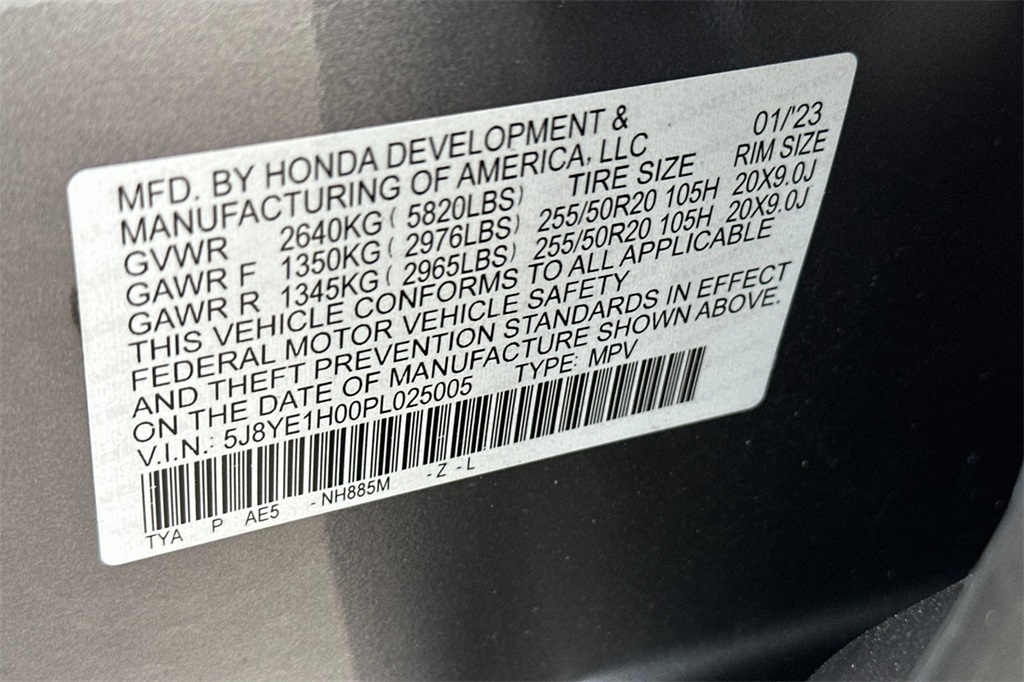 01/'23
MFD. BY HONDA DEVELOPMENT &
MANUFACTURING OF AMERICA, LLC
GVWR 2640KG ( 5820LBS) TIRE SIZE RIM SIZE
GAWR F 1350KG ( 2976LBS) 255/50R20 105H 20X9.0J
GAWR R 1345KG ( 2965LBS) 255/50R20 105H 20X9.0J
THIS VEHICLE CONFORMS TO ALL APPLICABLE
FEDERAL MOTOR VEHICLE SAFETY
AND THEFT PREVENTION STANDARDS IN EFFECT
ON THE DATE OF MANUFACTURE SHOWN ABOVE.
V.I.N.: 5J8YE1H00PL025005 TYPE: MPV
TYA P AE5 -NH885M -Z-L